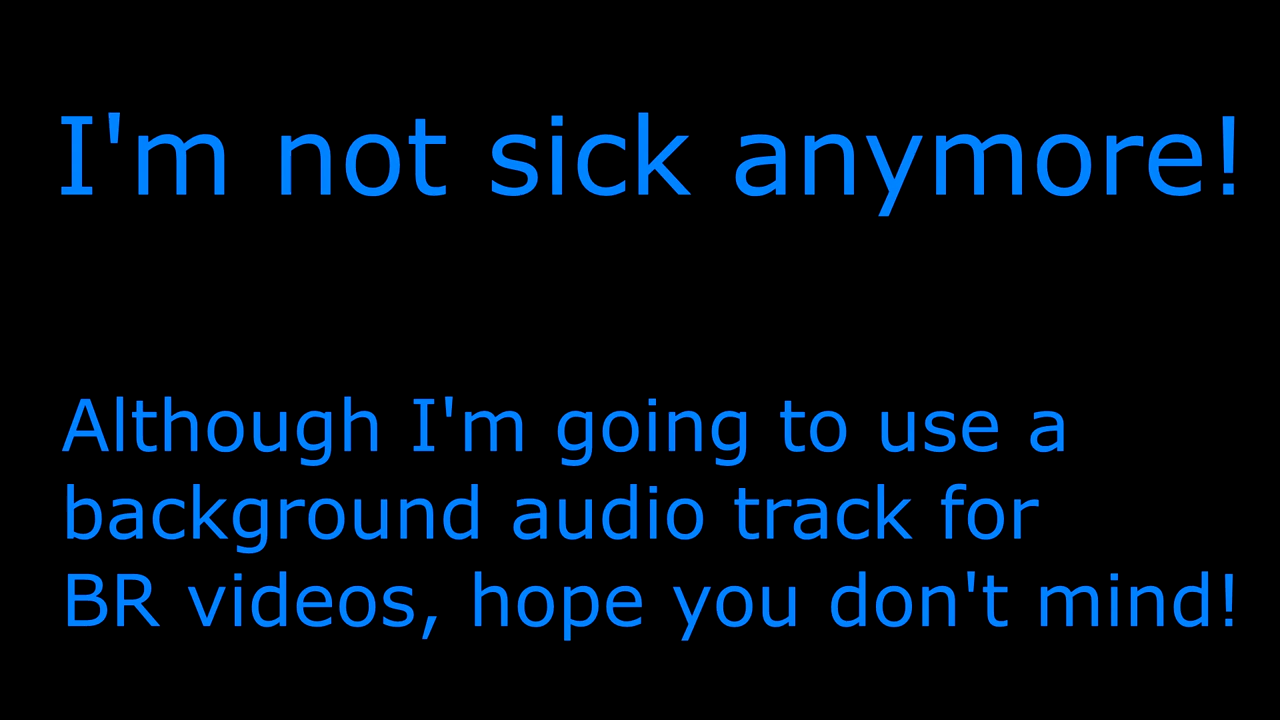 I'm not sick anymore!
Although I'm going to use a
background audio track for
BR videos, hope you don't mind!